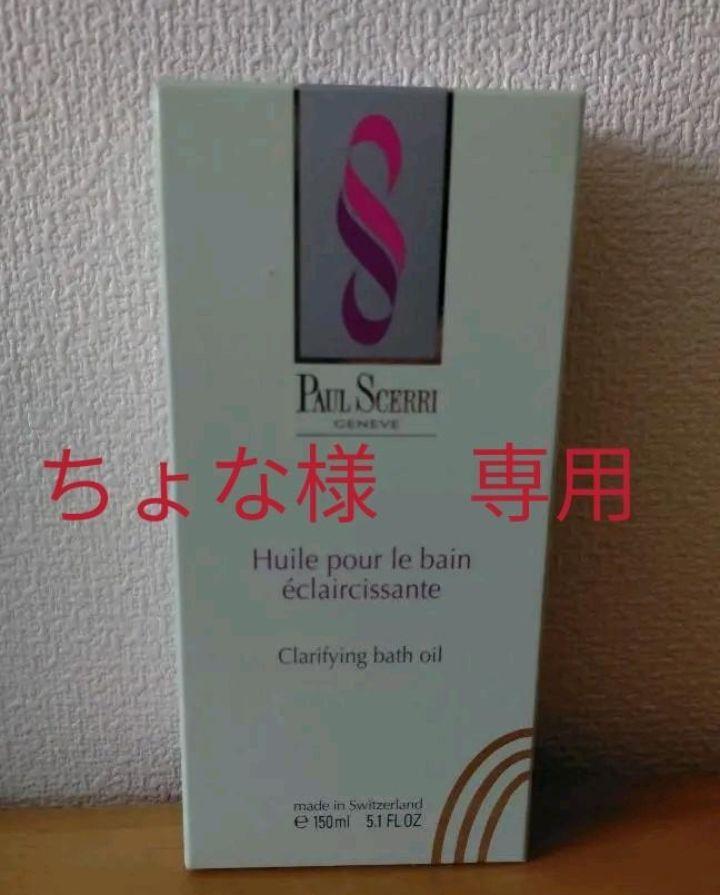 PAUL SCERRI
GENEVE
ちょな様　専用
Huile pour le bain
éclaircissante
Clarifying bath oil
made in Switzerland
℮ 150ml 5.1 FL OZ